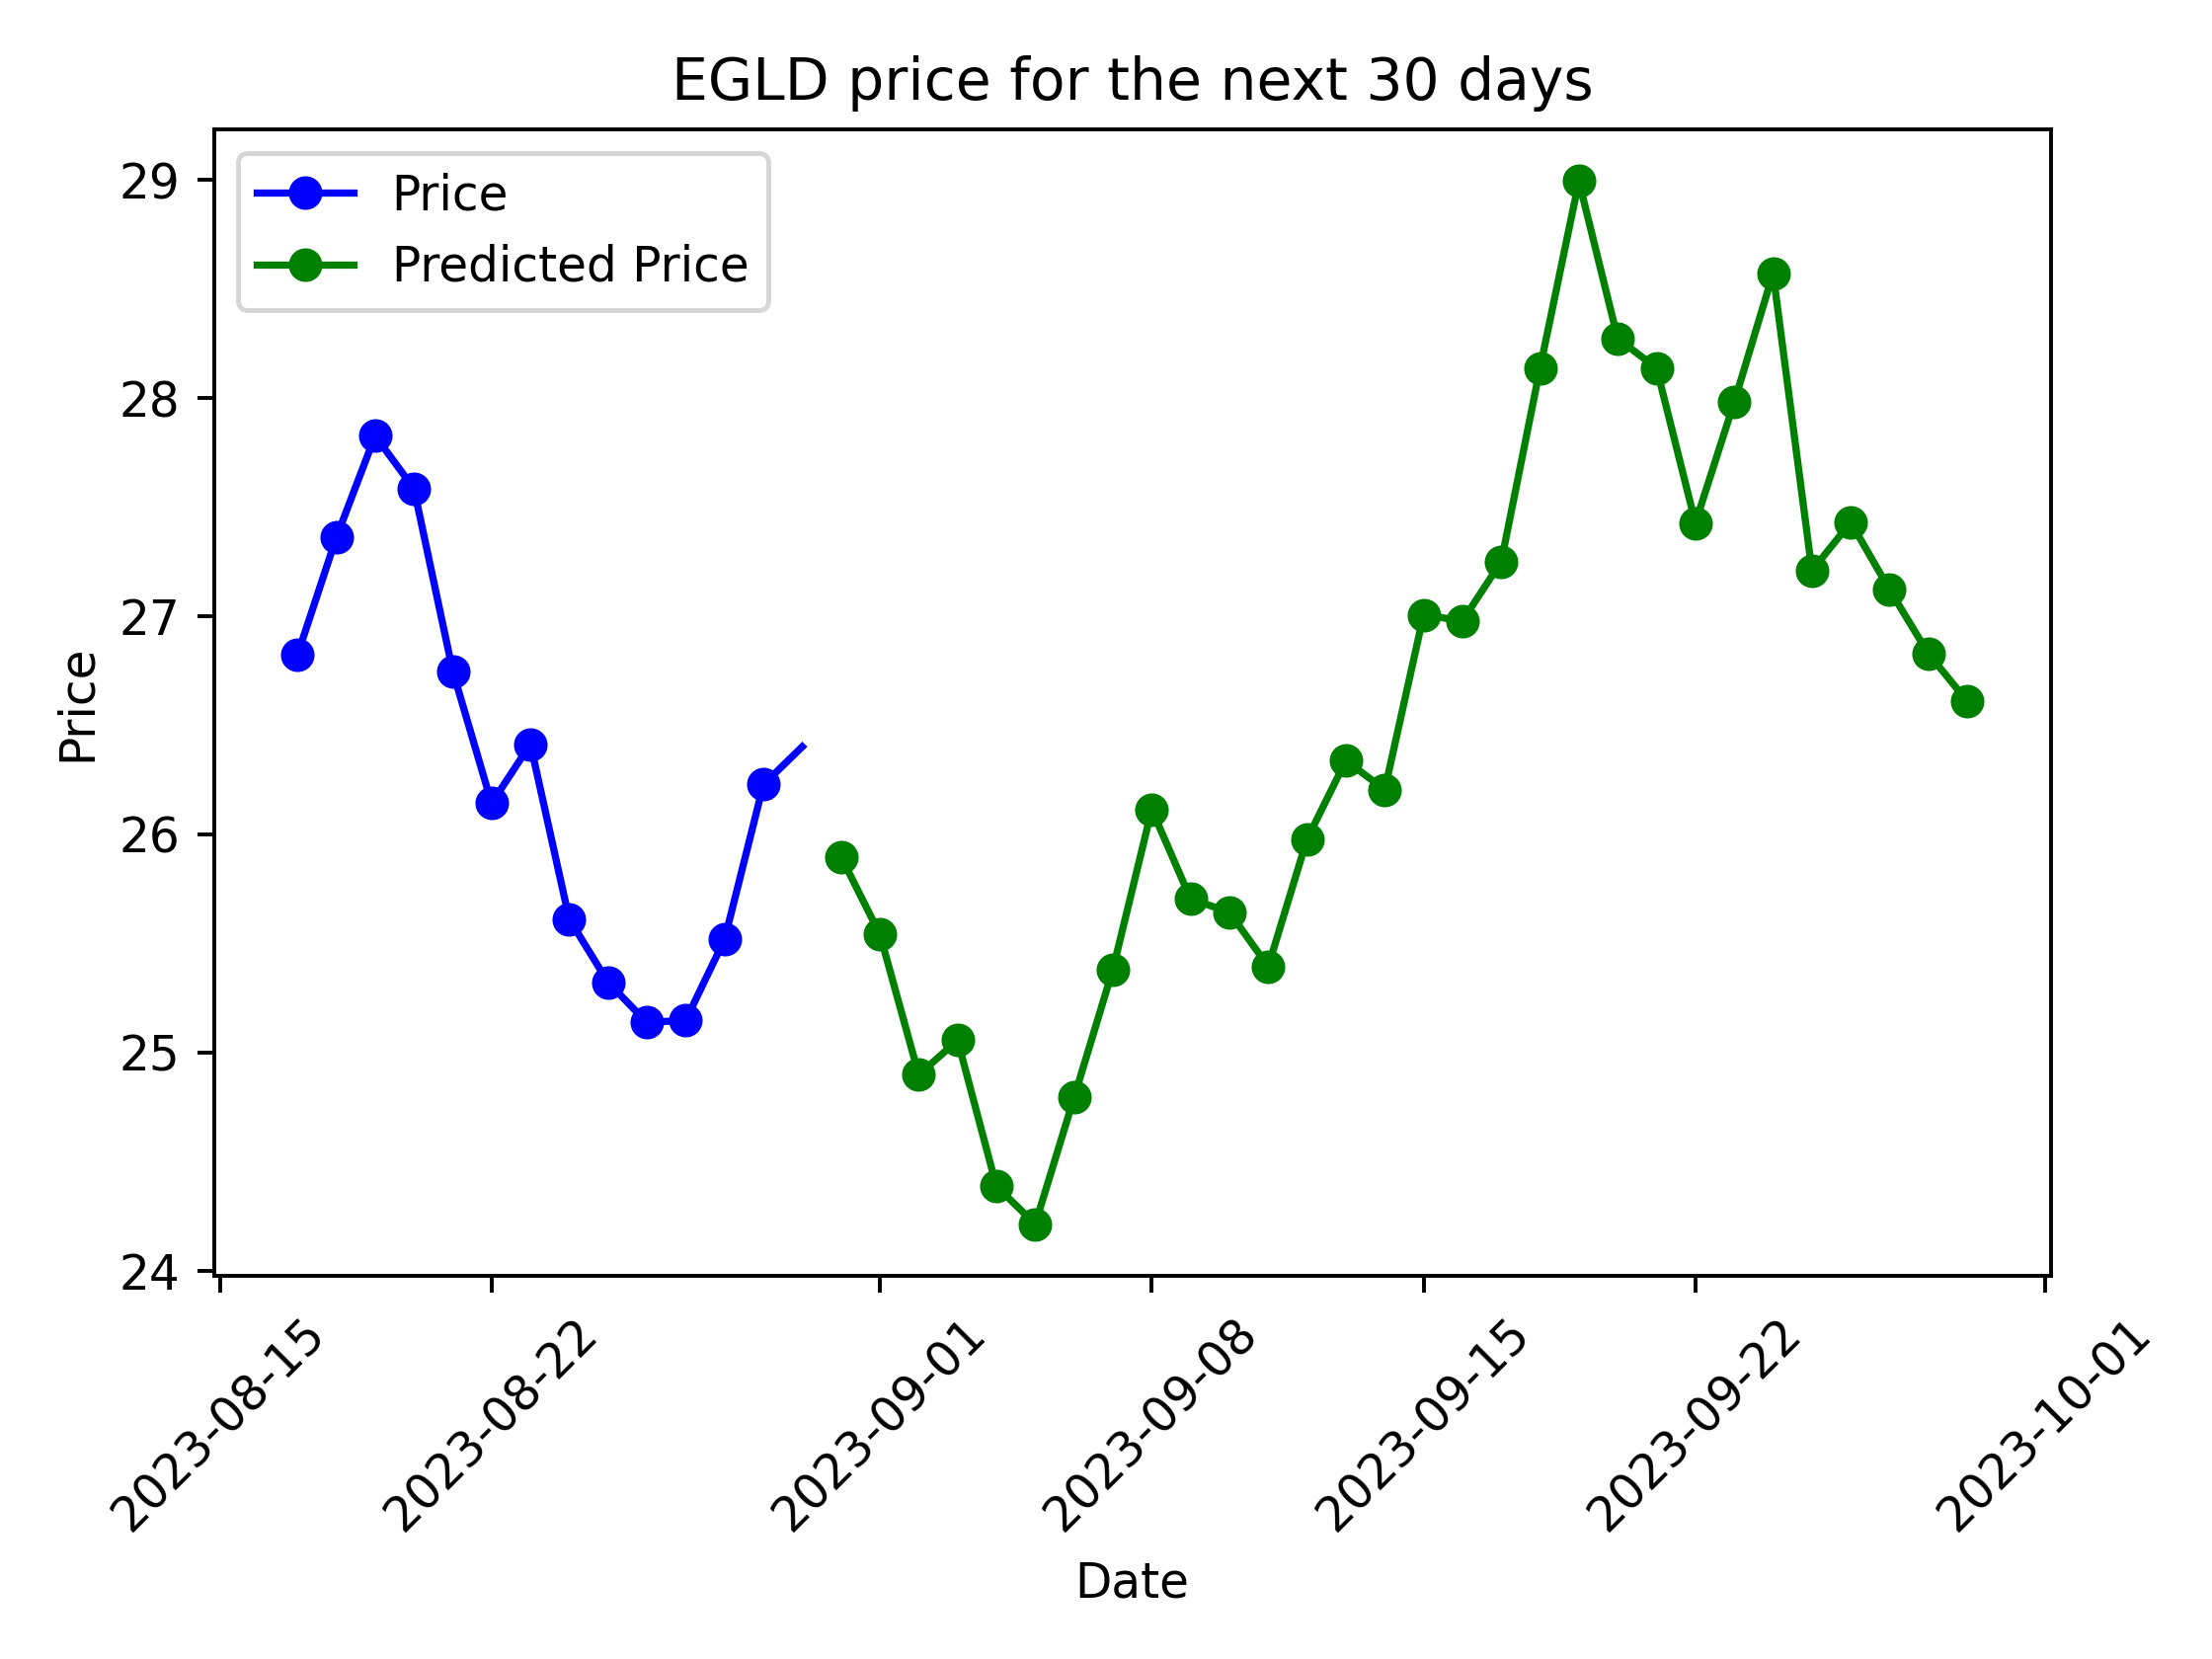 EGLD price for the next 30 days
Price
Predicted Price
29
28
27
26
25
24
Price
2023-08-15
2023-08-22
2023-09-01
2023-09-08
2023-09-15
2023-09-22
2023-10-01
Date